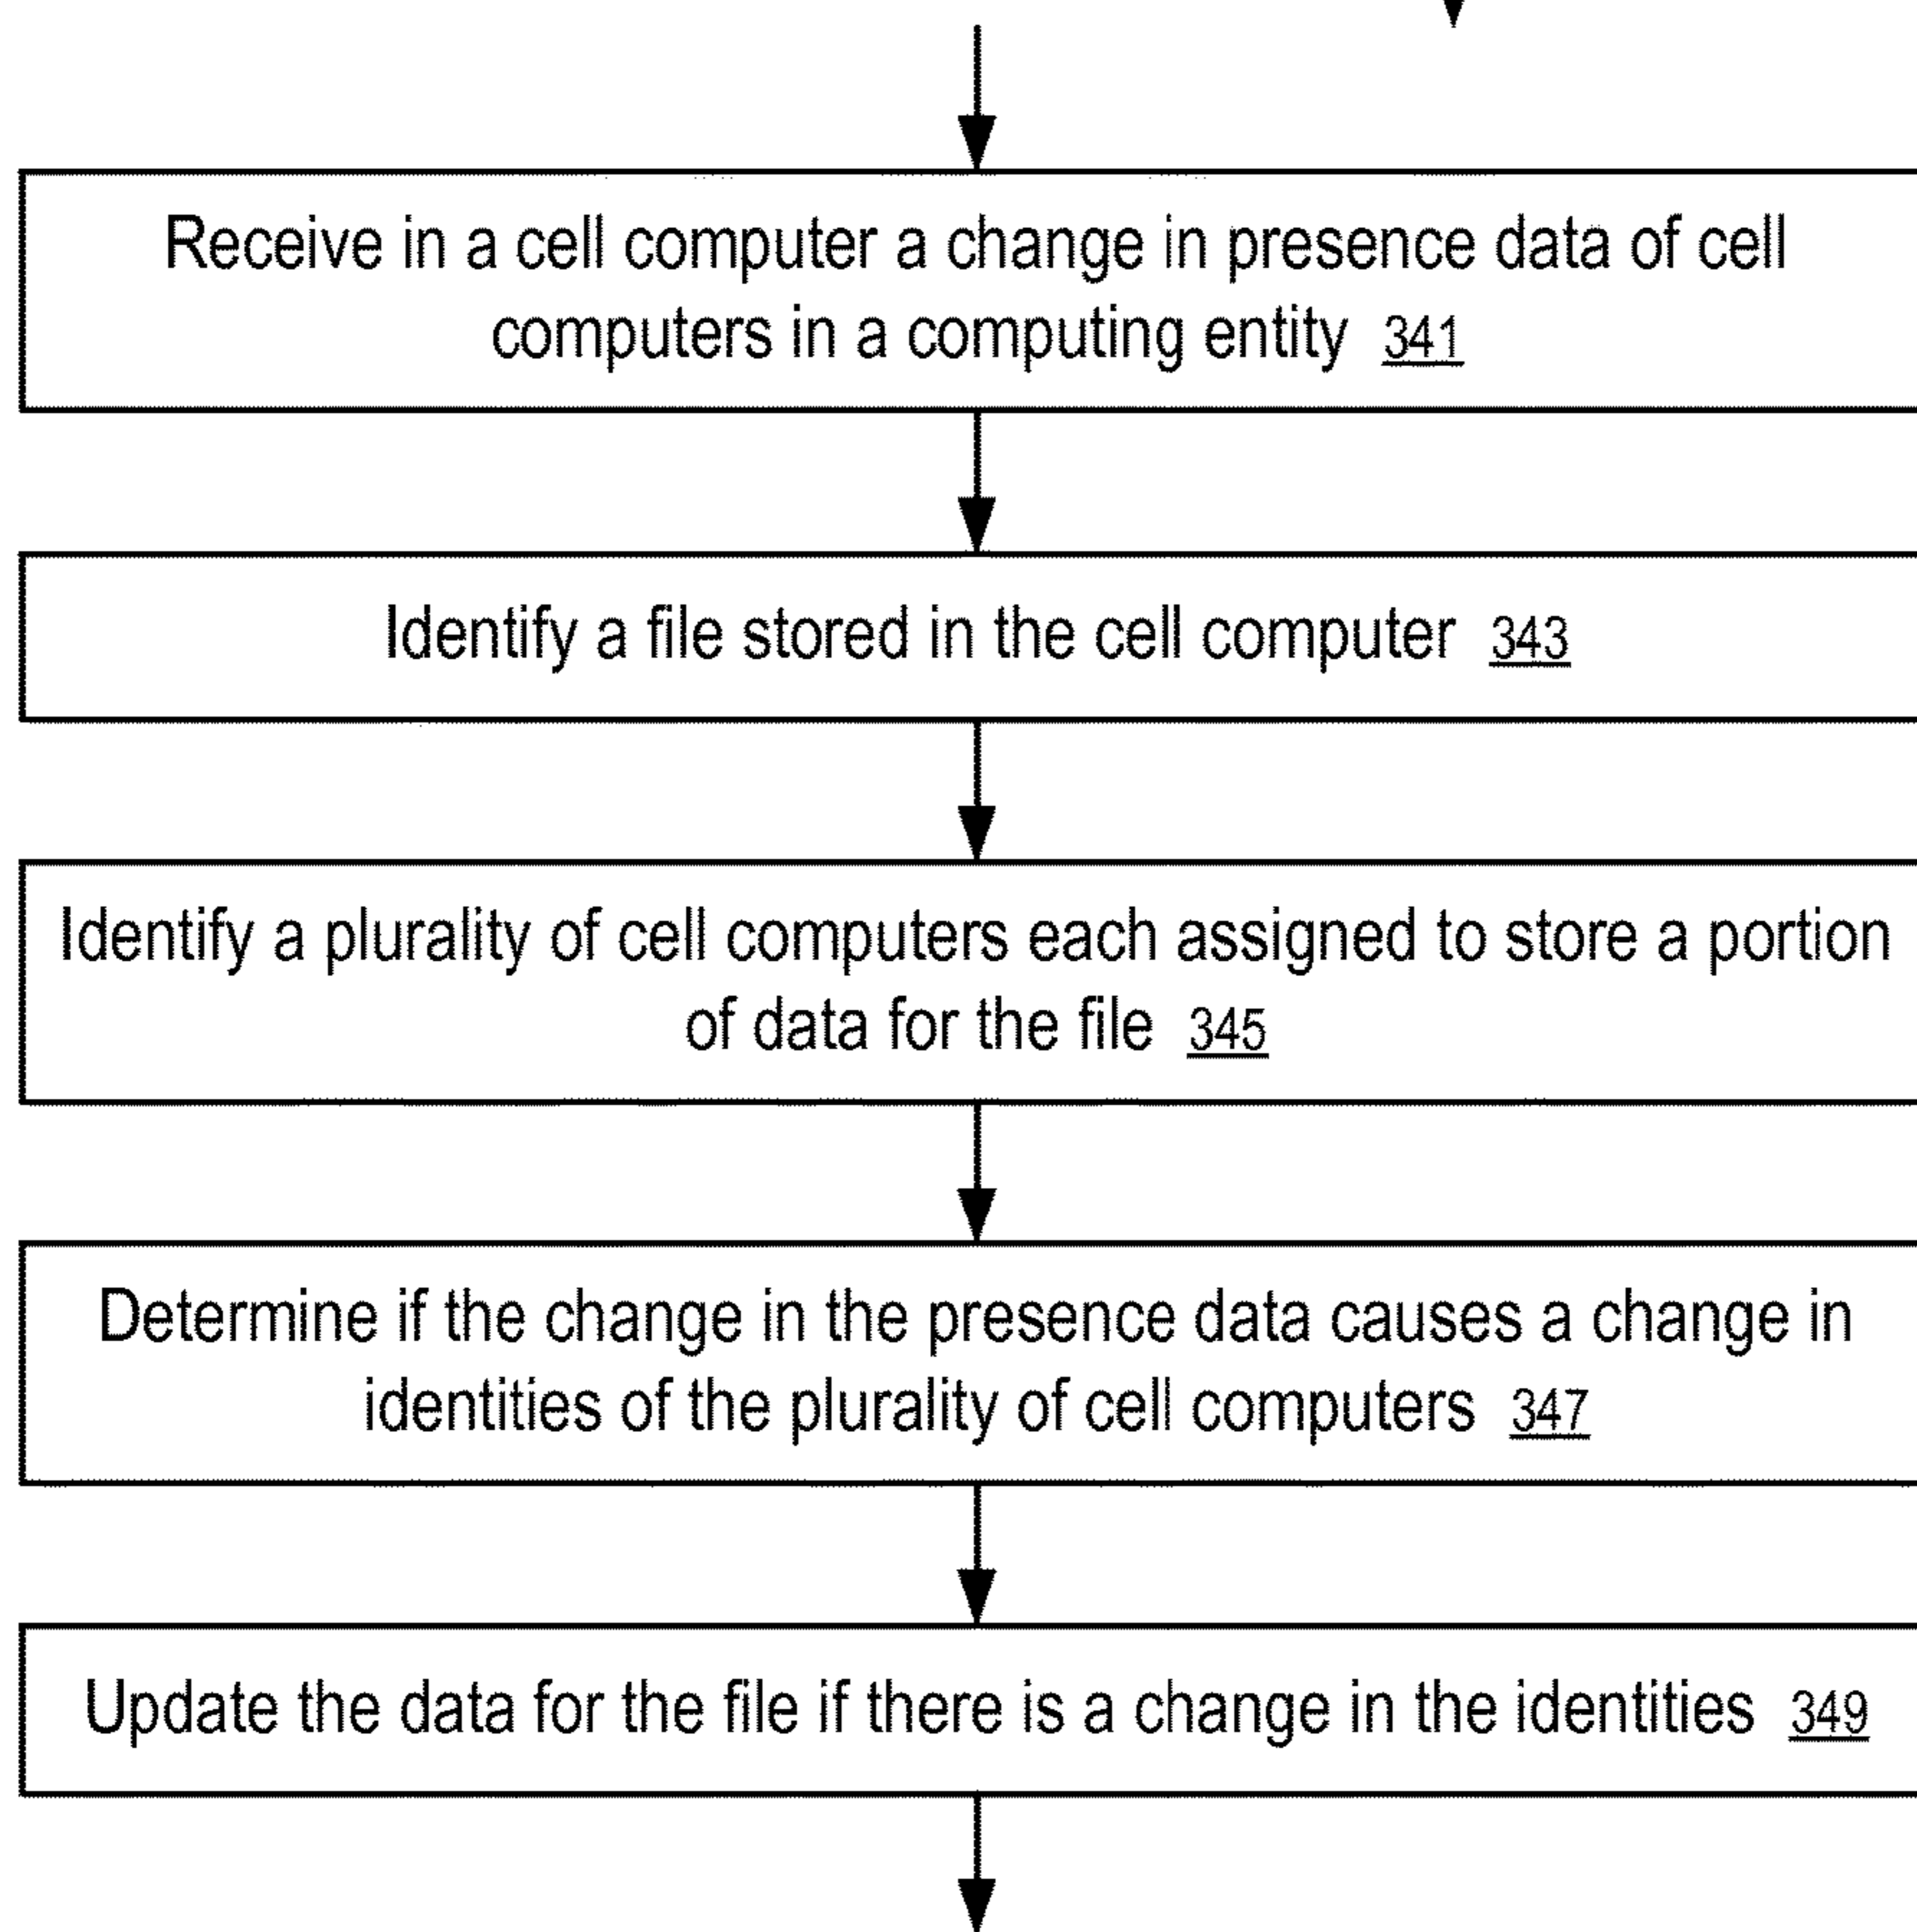 Receive in a cell computer a change in presence data of cell
computers in a computing entity 341
Identify a file stored in the cell computer 343
Identify a plurality of cell computers each assigned to store a portion
of data for the file 345
Determine if the change in the presence data causes a change in
identities of the plurality of cell computers 347
Update the data for the file if there is a change in the identities 349